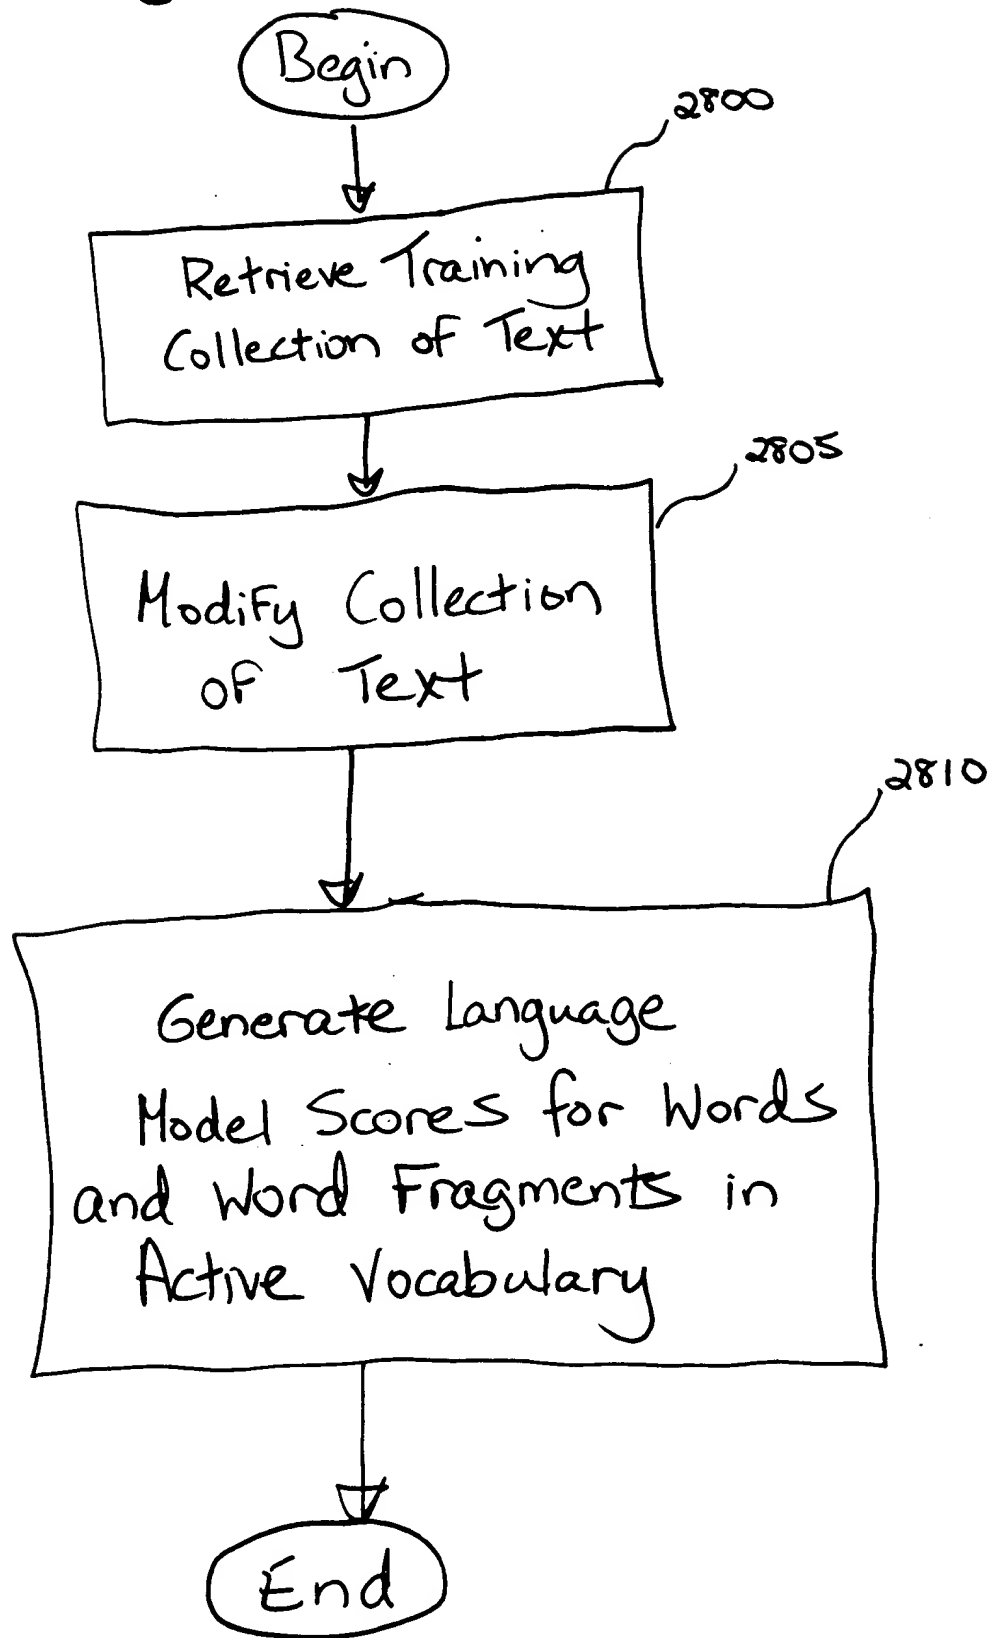 Begin
2800
Retrieve Training
Collection of Text
2805
Modify Collection
of Text
2810
Generate Language
Model Scores for Words
and Word Fragments in
Active Vocabulary
End